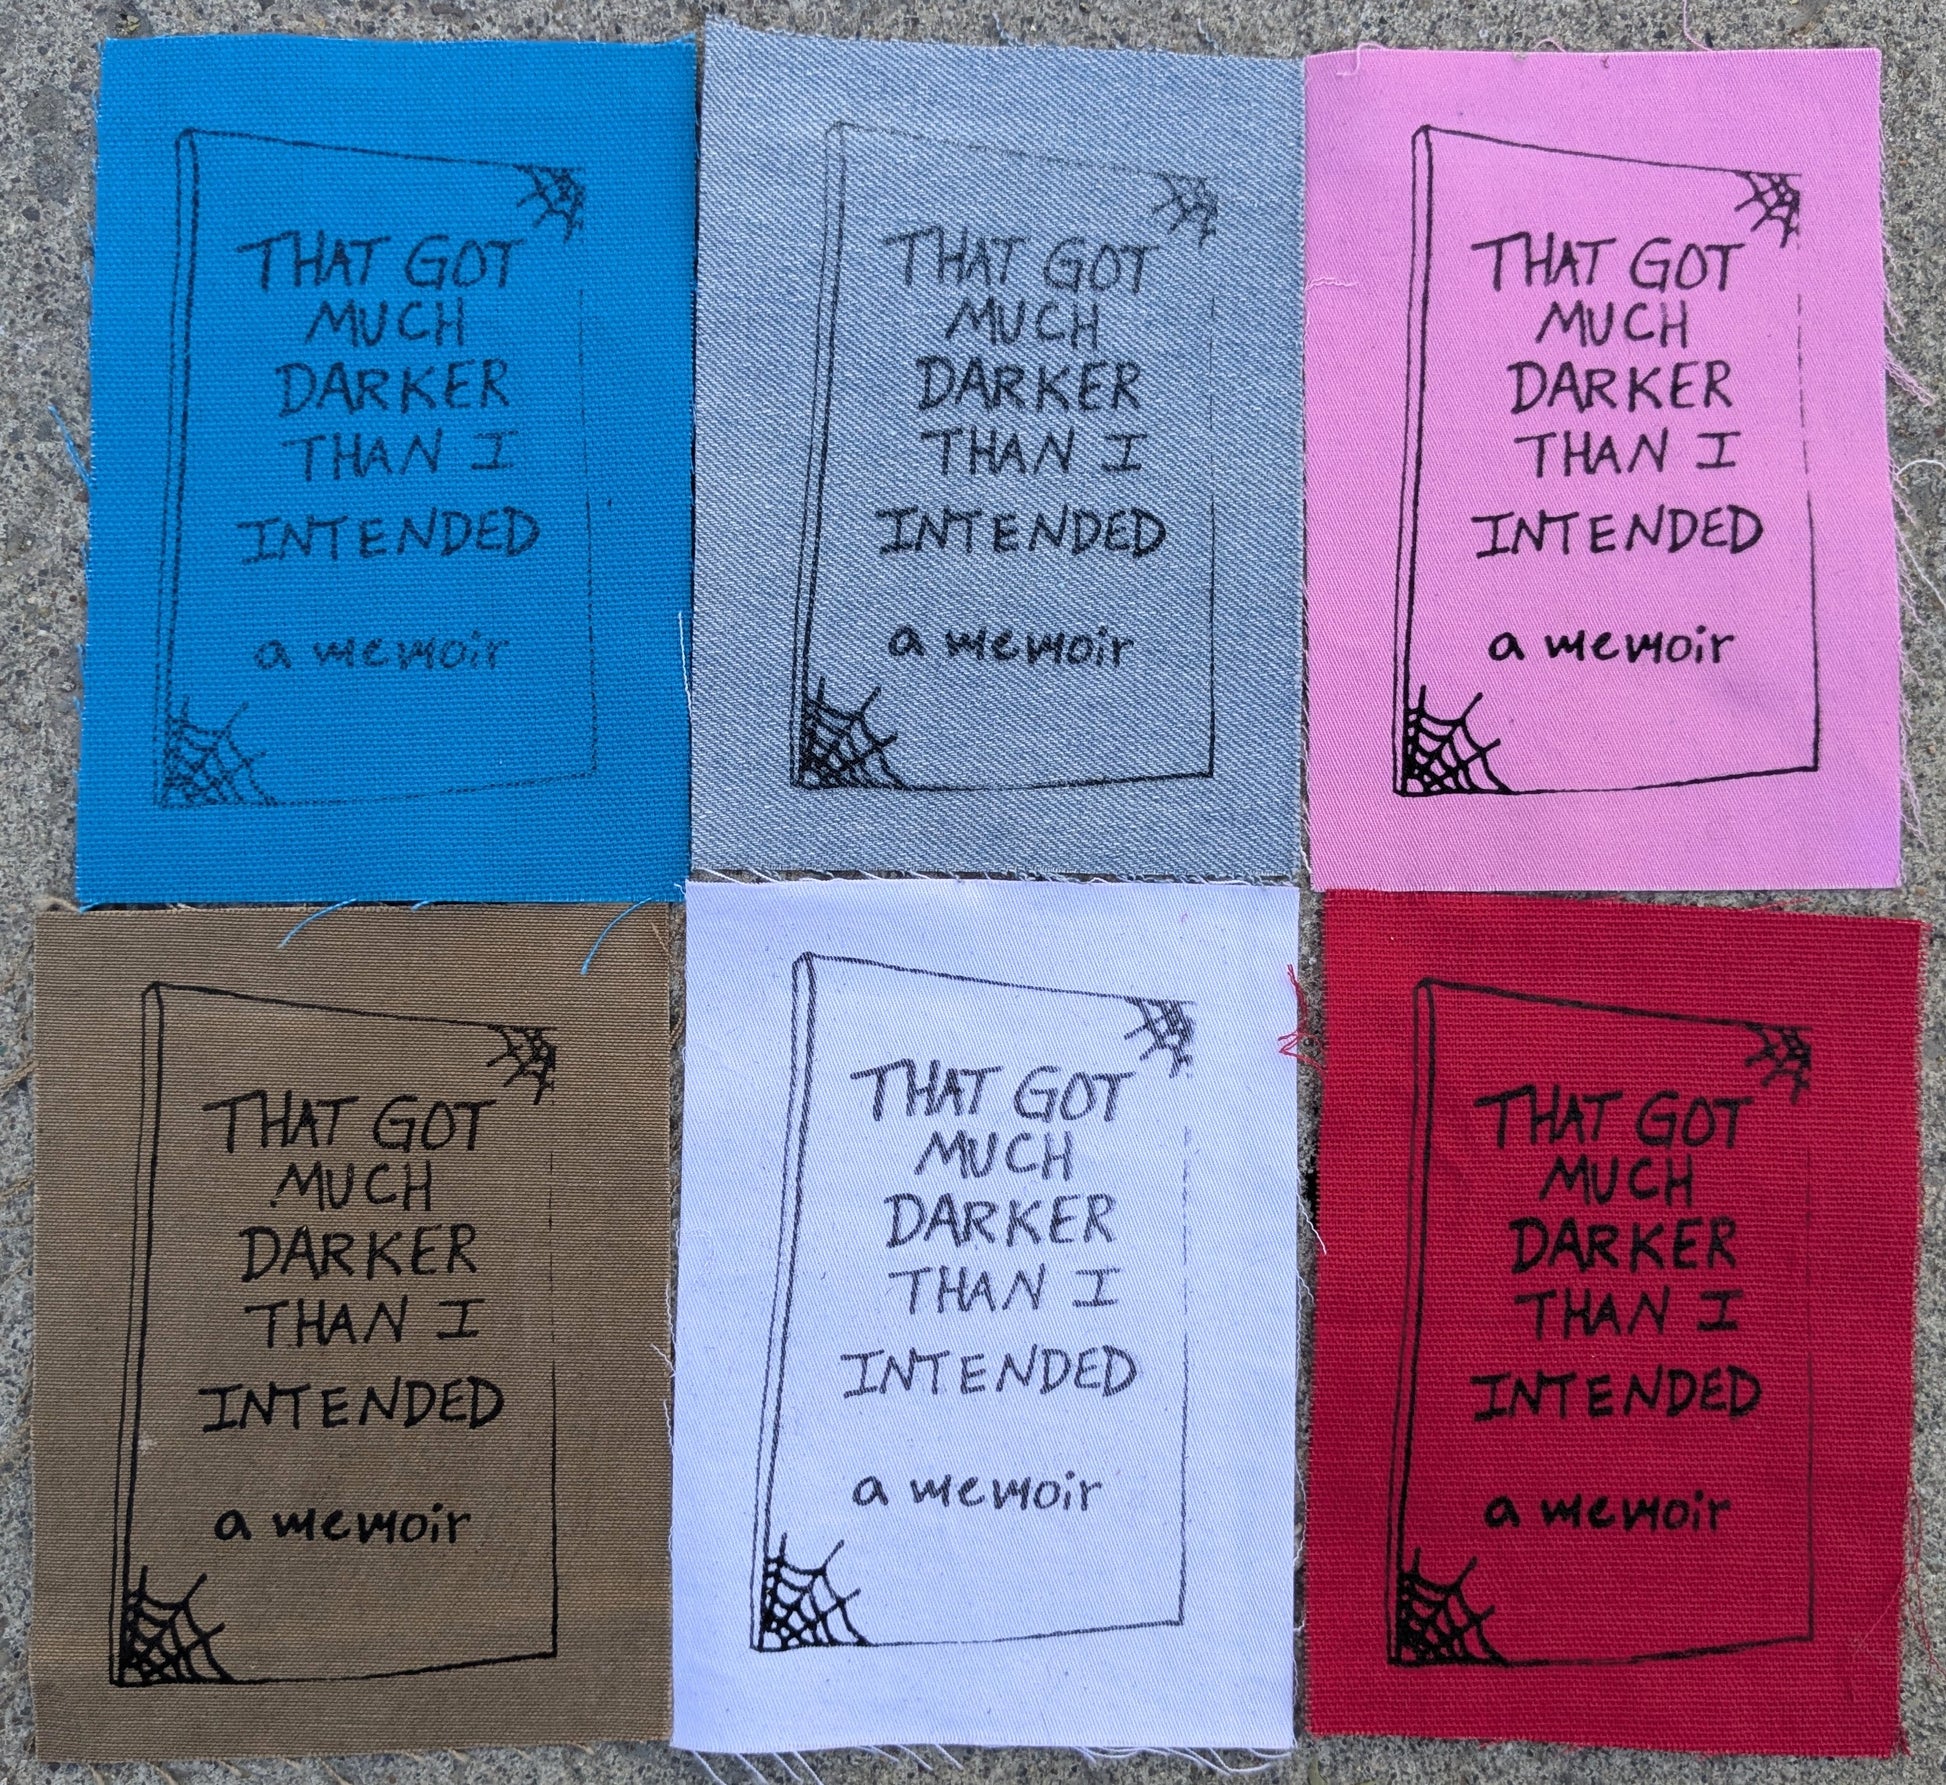 THAT GOT
MUCH
DARKER
THAN I
INTENDED
a memoir
THAT GOT
MUCH
DARKER
THAN I
INTENDED
a memoir
THAT GOT
MUCH
DARKER
THAN I
INTENDED
a memoir
THAT GOT
MUCH
DARKER
THAN I
INTENDED
a memoir
THAT GOT
MUCH
DARKER
THAN I
INTENDED
a memoir
THAT GOT
MUCH
DARKER
THAN I
INTENDED
a memoir